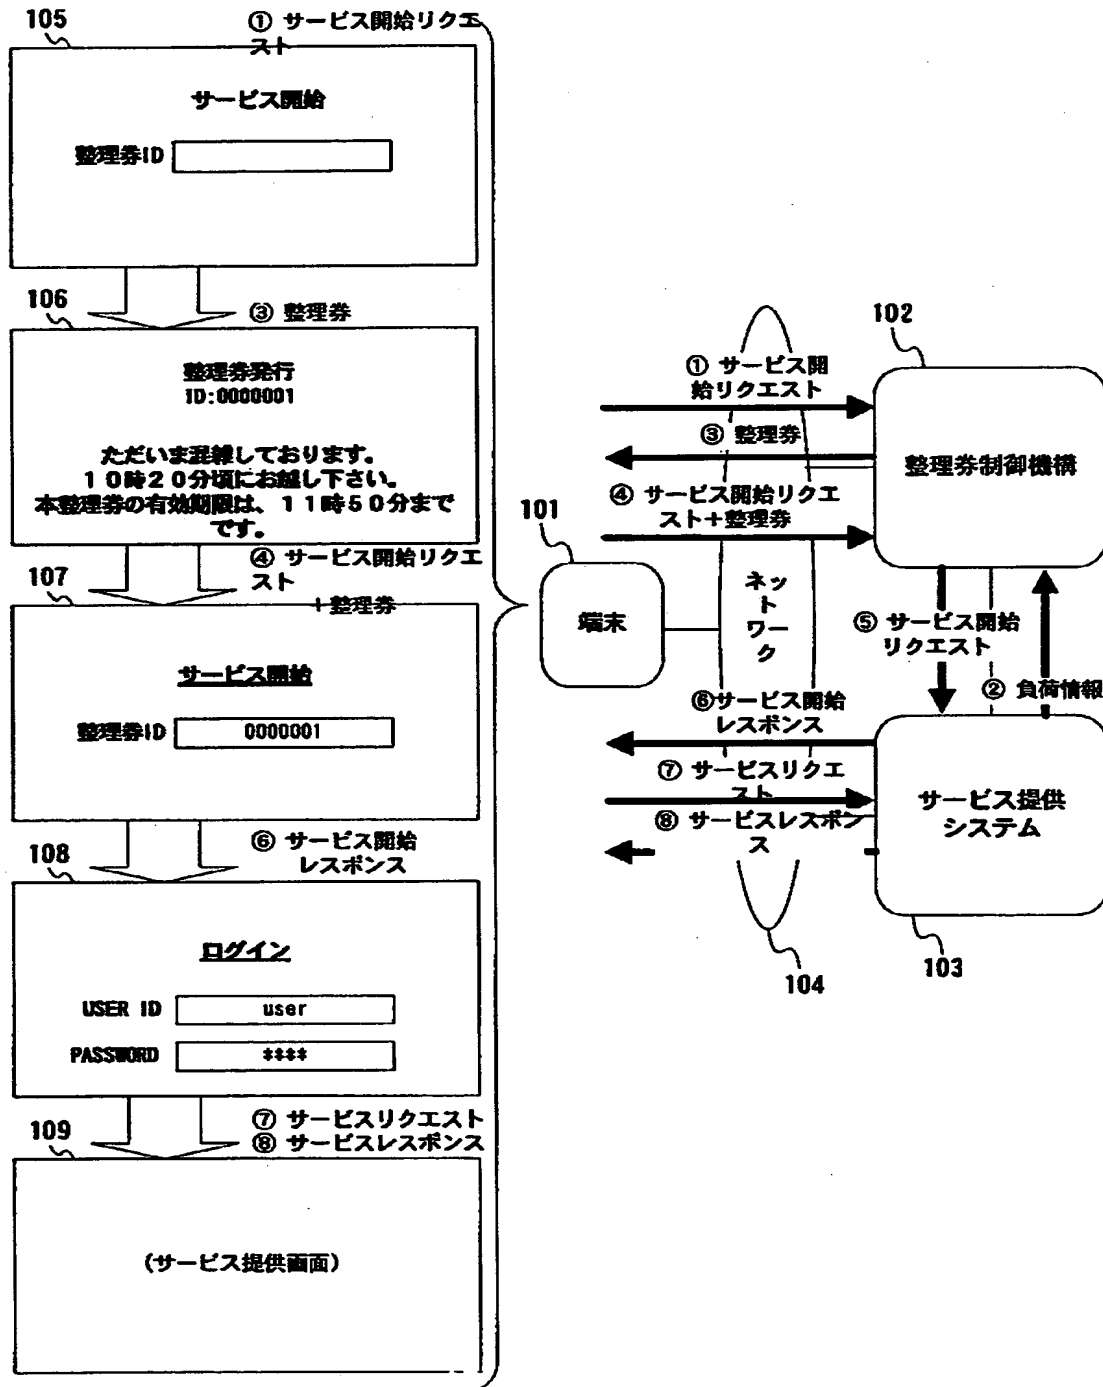 105
① サービス開始リクエ
スト
サービス開始
整理券ID
106
③ 整理券
整理券発行
ID:0000001
ただいま混雑しております。
10時20分頃にお越し下さい。
本整理券の有効期限は、11時50分まで
です。
④ サービス開始リクエ
スト
+整理券
107
サービス開始
整理券ID
0000001
⑥ サービス開始
レスポンス
108
ログイン
USER ID
user
PASSWORD
****
⑦ サービスリクエスト
⑧ サービスレスポンス
109
(サービス提供画面)
101
端末
102
① サービス開
始リクエスト
③ 整理券
④ サービス開始リクエ
スト+整理券
整理券制御機構
ネッ
ト
ワー
ク
⑤ サービス開始
リクエスト
② 負荷情報
⑥サービス開始
レスポンス
⑦ サービスリクエ
スト
⑧ サービスレスポン
ス
サービス提供
システム
104
103